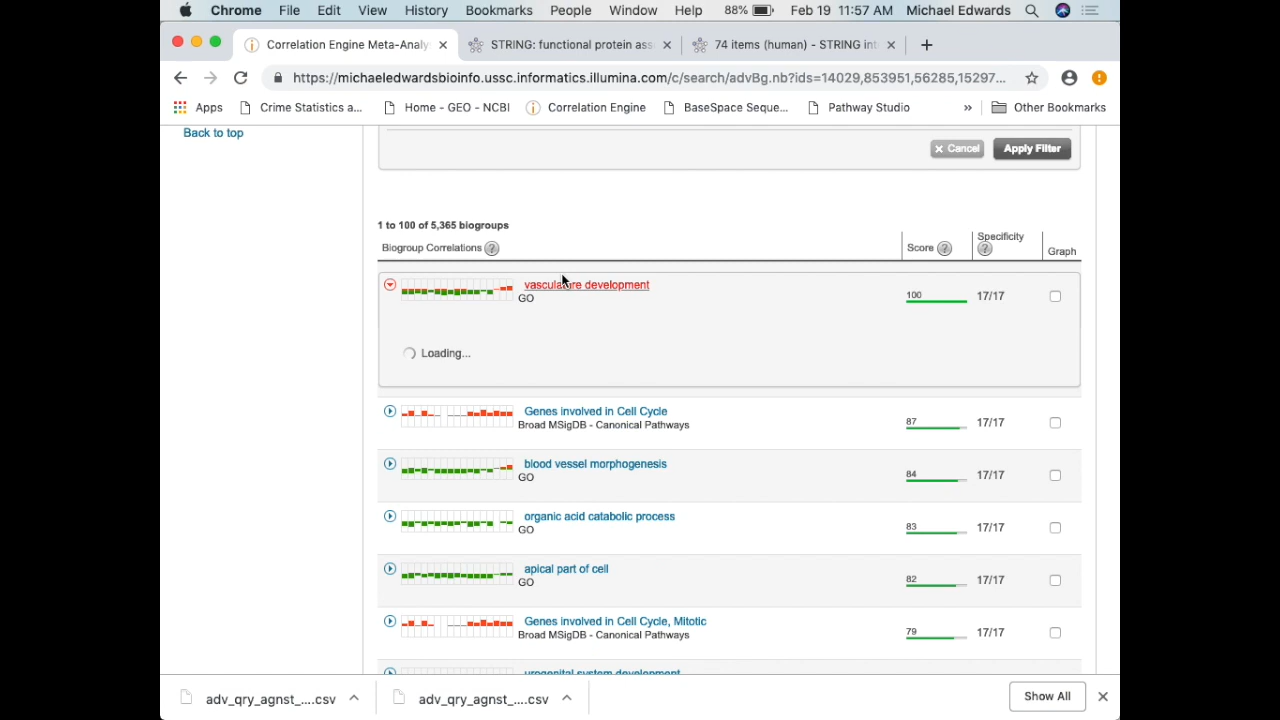 Chrome File Edit View History Bookmarks People Window Help 88% Feb 19 11:57 AM Michael Edwards
Correlation Engine Meta-Analy
STRING: functional protein ass
74 items (human) - STRING int
https://michaeledwardsbioinfo.ussc.informatics.illumina.com/c/search/advBg.nb?ids=14029,853951,56285,15297...
Apps Crime Statistics a... Home - GEO - NCBI Correlation Engine BaseSpace Seque... Pathway Studio » Other Bookmarks
Back to top
Cancel Apply Filter
1 to 100 of 5,365 biogroups
Biogroup Correlations ? Score ? Specificity ? Graph
vasculature development
GO
100 17/17
Loading...
Genes involved in Cell Cycle
Broad MSigDB - Canonical Pathways
87 17/17
blood vessel morphogenesis
GO
84 17/17
organic acid catabolic process
GO
83 17/17
apical part of cell
GO
82 17/17
Genes involved in Cell Cycle, Mitotic
Broad MSigDB - Canonical Pathways
79 17/17
urogenital system development
adv_qry_agnst_....csv adv_qry_agnst_....csv Show All